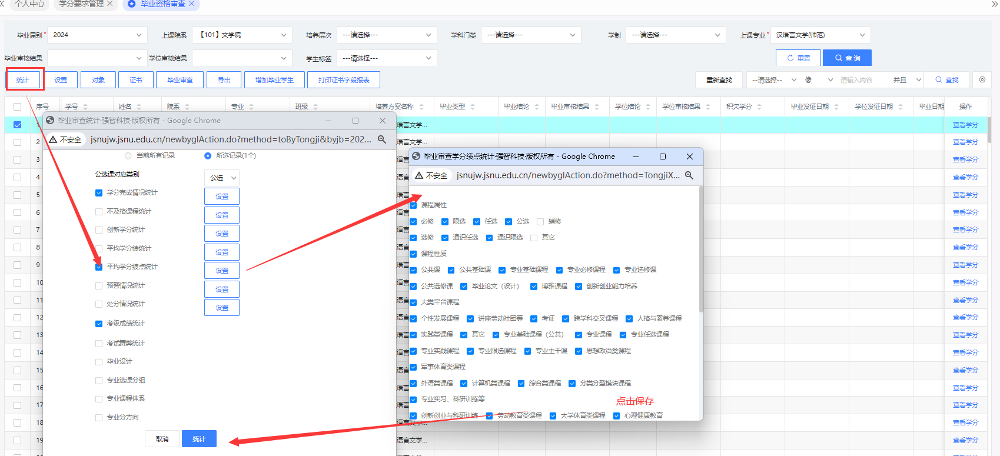 个人中心 学分要求管理 毕业资格审查
毕业届别* 2024 上课院系 【101】文学院 培养层次 ---请选择--- 学科门类 ---请选择--- 学制 ---请选择--- 上课专业* 汉语言文学(师范)
毕业审核结果 学位审核结果 学生标签 ---请选择--- 重置 查询
统计 设置 对象 证书 毕业审查 导出 增加毕业学生 打印证书字段报表 重新查找 --请选择-- 像 请输入内容 并且 查找
序号 学号 姓名 院系 专业 班级 培养方案名称 毕业类型 毕业结论 毕业审核结果 学位结论 学位审核结果 积欠学分 毕业发证日期 学位发证日期 毕业日期 操作
1 语言文学... 查看学分
2 语言文学... 查看学分
3 语言 查看学分
4 语言 查看学分
5 语言 查看学分
6 语言 查看学分
7 语言 查看学分
8 语言 查看学分
9 语言 查看学分
10 语言 查看学分
11 语言 查看学分
12 语言 查看学分
13 语言 查看学分
14 语言 查看学分
15 语言 查看学分
16 语言 查看学分
17 语言 查看学分
18 语言文学... 查看学分
19 语言文学... 查看学分
毕业审查统计·强智科技·版权所有 - Google Chrome
不安全 jsnujw.jsnu.edu.cn/newbyglAction.do?method=toByTongji&byjb=202...
当前所有记录 所选记录(1个)
公选课对应类别 公选
学分完成情况统计 设置
不及格课程统计 设置
创新学分统计 设置
平均学分绩统计 设置
平均学分绩点统计 设置
预警情况统计 设置
处分情况统计 设置
考级成绩统计
考试舞弊统计
毕业设计
专业选课分组
专业课程体系
专业分方向
取消 统计
毕业审查学分绩点统计·强智科技·版权所有 - Google Chrome
不安全 jsnujw.jsnu.edu.cn/newbyglAction.do?method=TongjiX...
课程属性
必修 限选 任选 公选 辅修
选修 通识任选 通识限选 其它
课程性质
公共课 公共基础课 专业基础课程 专业必修课程 专业选修课
公共选修课 毕业论文（设计） 博雅课程 创新创业能力培养
大类平台课程
个性发展课程 讲座劳动社团等 考证 跨学科交叉课程 人格与素养课程
实践类课程 其它 专业基础课程（公共） 专业课程 专业任选课程
专业实践课程 专业限选课程 专业主干课 思想政治类课程
军事体育类课程
外语类课程 计算机类课程 综合类课程 分类分型模块课程
专业实习、科研训练等
点击保存
创新创业与科研训练 劳动教育类课程 大学体育类课程 心理健康教育